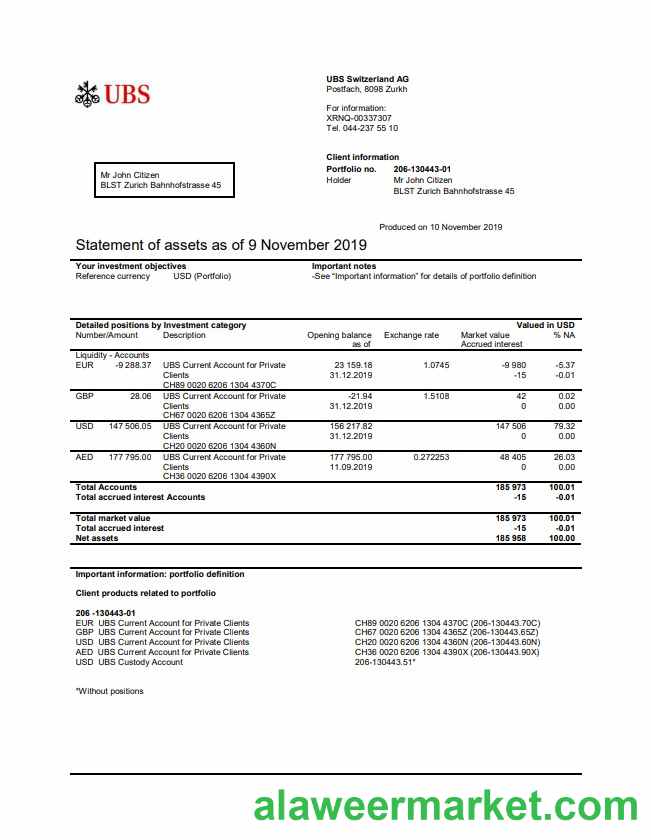 UBS
UBS Switzerland AG
Postfach, 8098 Zurkh
For information:
XRNQ-00337307
Tel. 044-237 55 10
Client information
Portfolio no. 206-130443-01
Holder Mr John Citizen
BLST Zurich Bahnhofstrasse 45
Mr John Citizen
BLST Zurich Bahnhofstrasse 45
Produced on 10 November 2019
Statement of assets as of 9 November 2019
Your investment objectives Important notes
Reference currency USD (Portfolio) -See “Important information” for details of portfolio definition
Detailed positions by Investment category Valued in USD
Number/Amount Description Opening balance Exchange rate Market value % NA
as of Accrued interest
Liquidity - Accounts
EUR -9 288.37 UBS Current Account for Private 23 159.18 1.0745 -9 980 -5.37
Clients 31.12.2019 -15 -0.01
CH89 0020 6206 1304 4370C
GBP 28.06 UBS Current Account for Private -21.94 1.5108 42 0.02
Clients 31.12.2019 0 0.00
CH67 0020 6206 1304 4365Z
USD 147 506.05 UBS Current Account for Private 156 217.82 147 506 79.32
Clients 31.12.2019 0 0.00
CH20 0020 6206 1304 4360N
AED 177 795.00 UBS Current Account for Private 177 795.00 0.272253 48 405 26.03
Clients 11.09.2019 0 0.00
CH36 0020 6206 1304 4390X
Total Accounts 185 973 100.01
Total accrued interest Accounts -15 -0.01
Total market value 185 973 100.01
Total accrued interest -15 -0.01
Net assets 185 958 100.00
Important information: portfolio definition
Client products related to portfolio
206 -130443-01
EUR UBS Current Account for Private Clients CH89 0020 6206 1304 4370C (206-130443.70C)
GBP UBS Current Account for Private Clients CH67 0020 6206 1304 4365Z (206-130443.65Z)
USD UBS Current Account for Private Clients CH20 0020 6206 1304 4360N (206-130443.60N)
AED UBS Current Account for Private Clients CH36 0020 6206 1304 4390X (206-130443.90X)
USD UBS Custody Account 206-130443.51*
*Without positions
alaweermarket.com